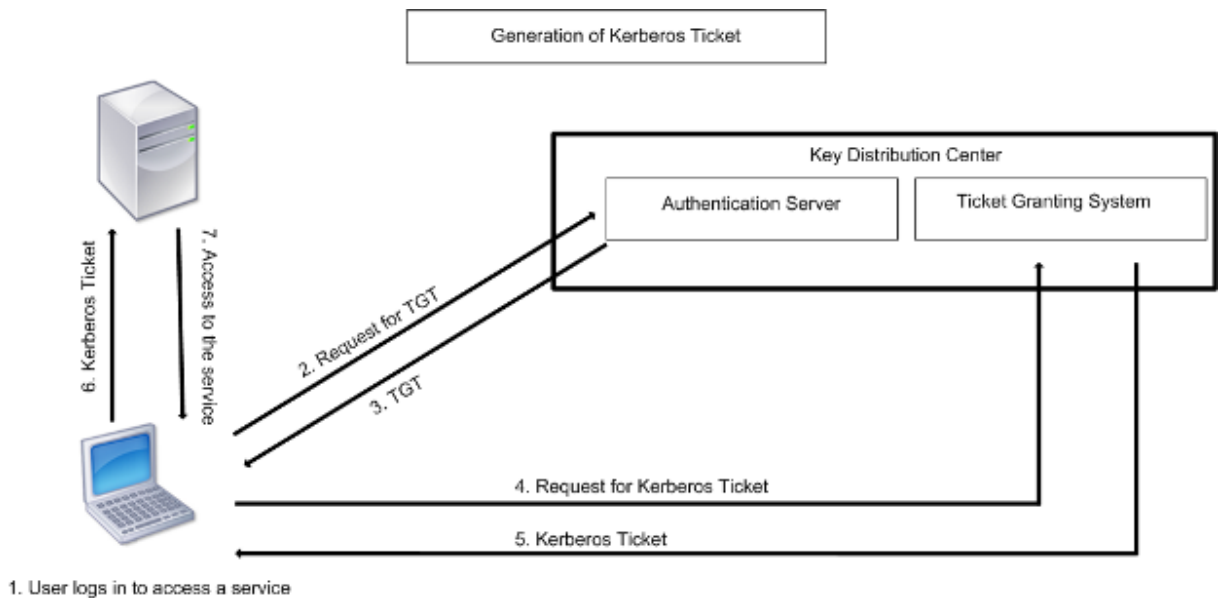 Generation of Kerberos Ticket
Key Distribution Center
Authentication Server
Ticket Granting System
6. Kerberos Ticket
7. Access to the service
2. Request for TGT
3. TGT
4. Request for Kerberos Ticket
5. Kerberos Ticket
1. User logs in to access a service